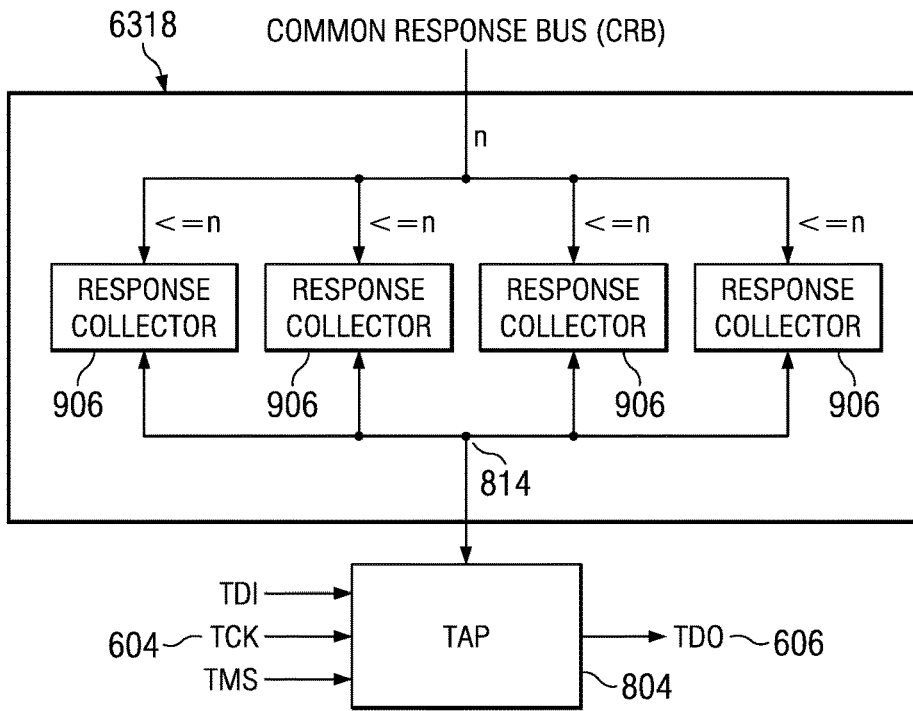 6318
COMMON RESPONSE BUS (CRB)
n
<=n
<=n
<=n
<=n
RESPONSE
COLLECTOR
RESPONSE
COLLECTOR
RESPONSE
COLLECTOR
RESPONSE
COLLECTOR
906
906
906
906
814
TDI
604
TCK
TMS
TAP
TDO
606
804